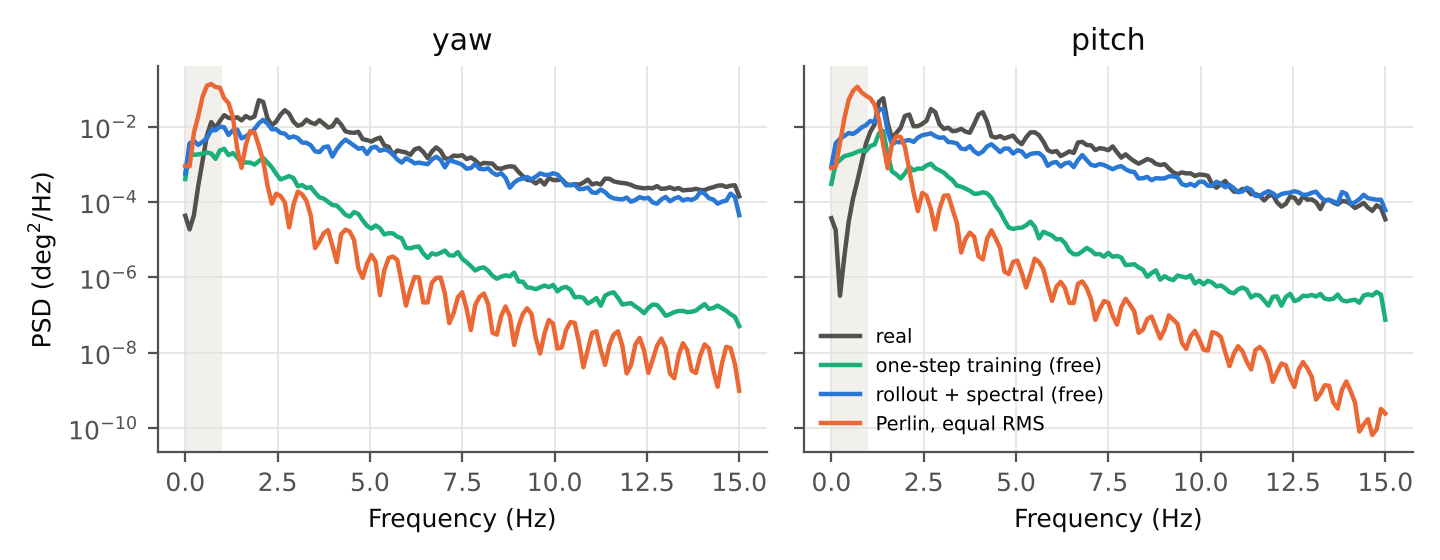 yaw
pitch
PSD (deg²/Hz)
10⁻²
10⁻⁴
10⁻⁶
10⁻⁸
10⁻¹⁰
real
one-step training (free)
rollout + spectral (free)
Perlin, equal RMS
0.0 2.5 5.0 7.5 10.0 12.5 15.0
0.0 2.5 5.0 7.5 10.0 12.5 15.0
Frequency (Hz)
Frequency (Hz)